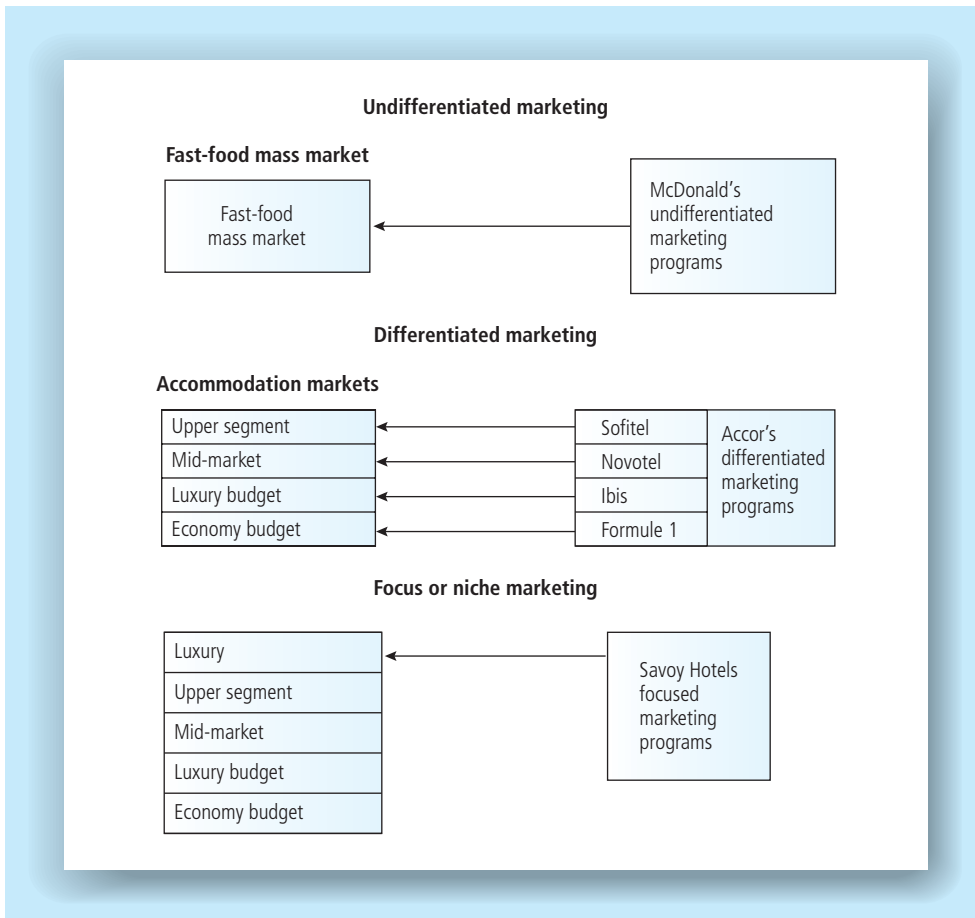 Undifferentiated marketing
Fast-food mass market
Fast-food
mass market
McDonald's
undifferentiated
marketing
programs
Differentiated marketing
Accommodation markets
Upper segment
Mid-market
Luxury budget
Economy budget
Sofitel
Novotel
Ibis
Formule 1
Accor's
differentiated
marketing
programs
Focus or niche marketing
Luxury
Upper segment
Mid-market
Luxury budget
Economy budget
Savoy Hotels
focused
marketing
programs